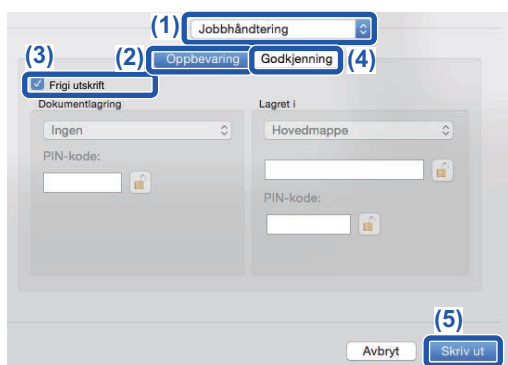 (1) Jobbhåndtering
(3) (2) Oppbevaring Godkjenning (4)
Frigi utskrift
Dokumentlagring Lagret i
Ingen Hovedmappe
PIN-kode:
PIN-kode:
(5)
Avbryt Skriv ut